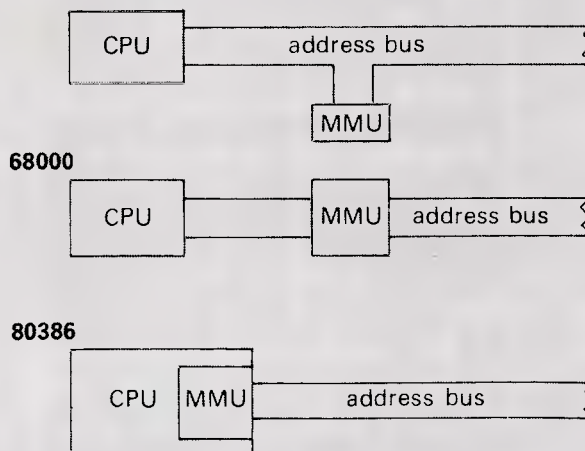 CPU
address bus
MMU
68000
CPU
MMU
address bus
80386
CPU
MMU
address bus